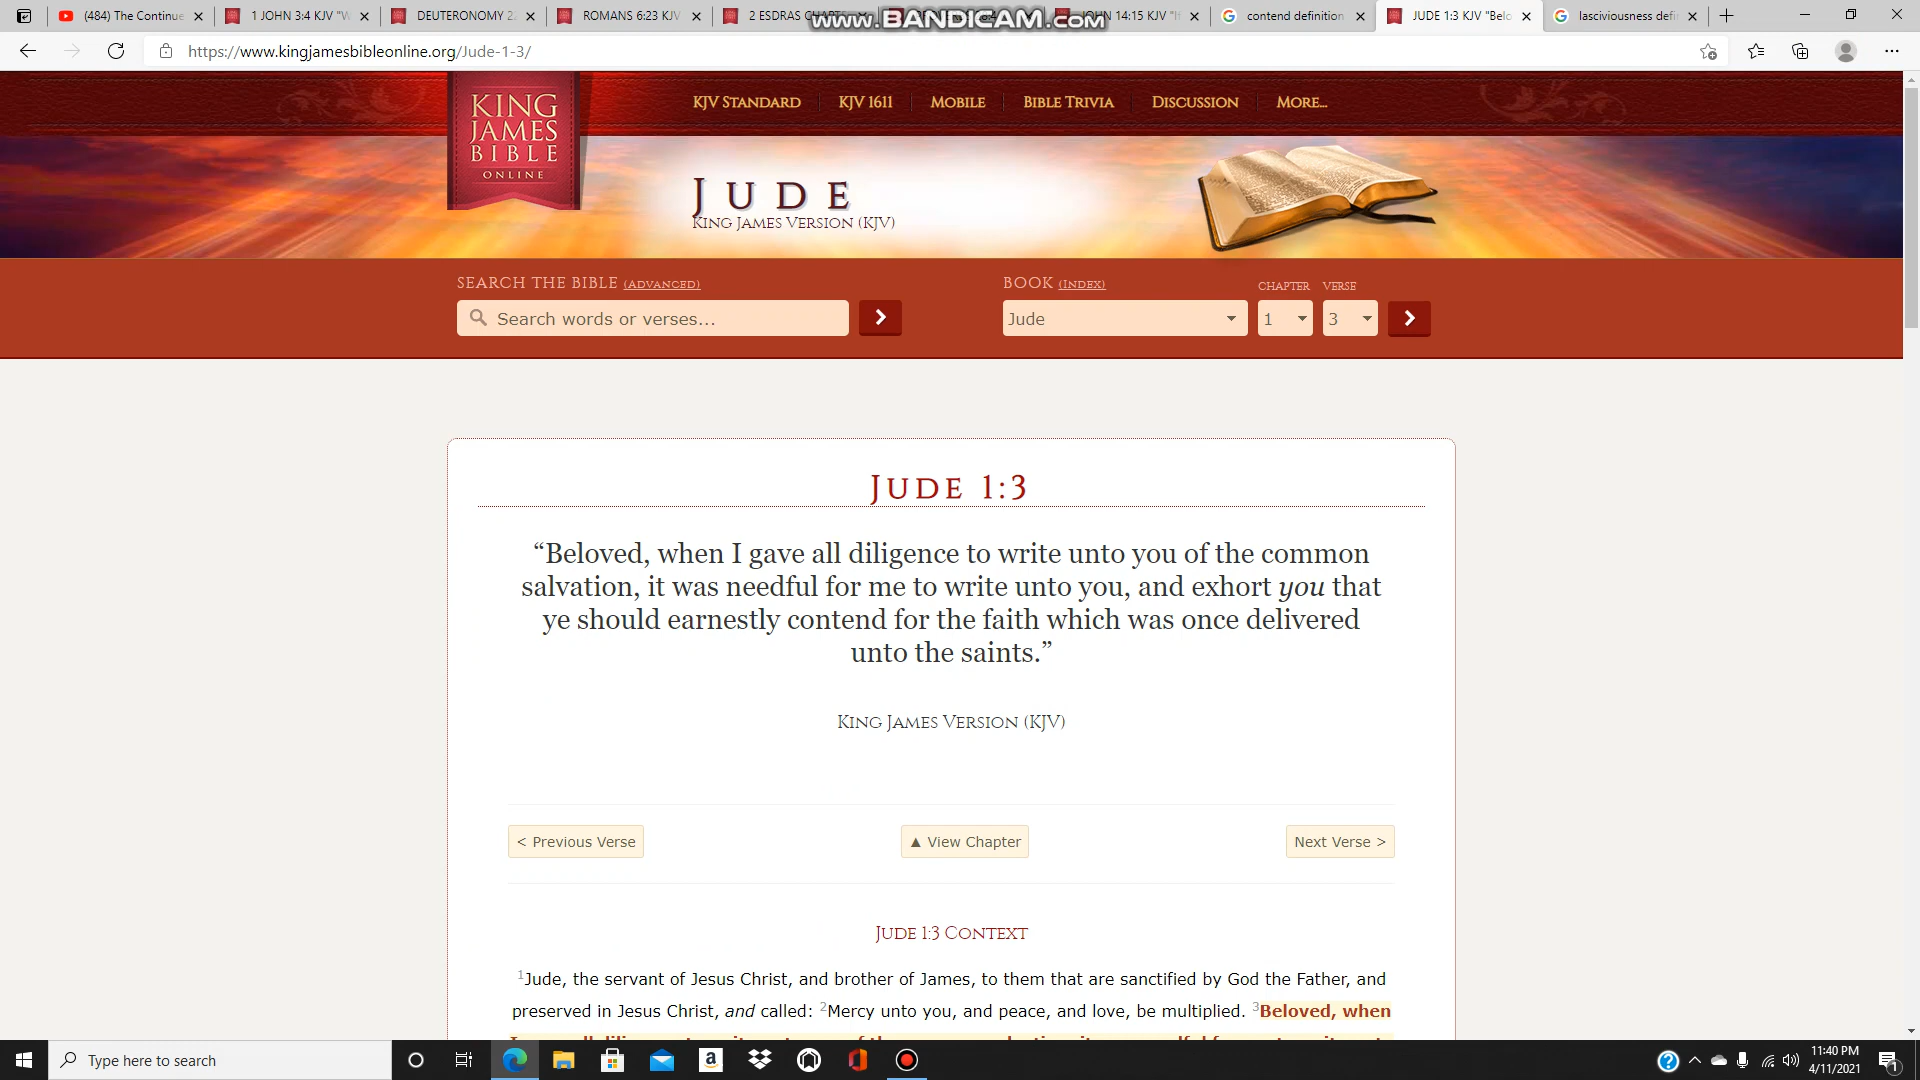 (484) The Continue
1 JOHN 3:4 KJV "W
DEUTERONOMY 2
ROMANS 6:23 KJV
2 ESDRAS CHAPTE
JOHN 14:15 KJV "If
contend definition
JUDE 1:3 KJV "Belo
lasciviousness defin
www.BANDICAM.com
https://www.kingjamesbibleonline.org/Jude-1-3/
KING
JAMES
BIBLE
ONLINE
KJV Standard
KJV 1611
Mobile
Bible Trivia
Discussion
More...
Jude
King James Version (KJV)
SEARCH THE BIBLE (Advanced)
Search words or verses...
BOOK (Index)
CHAPTER
VERSE
Jude
1
3
Jude 1:3
“Beloved, when I gave all diligence to write unto you of the common
salvation, it was needful for me to write unto you, and exhort you that
ye should earnestly contend for the faith which was once delivered
unto the saints.”
King James Version (KJV)
< Previous Verse
▲ View Chapter
Next Verse >
Jude 1:3 Context
1Jude, the servant of Jesus Christ, and brother of James, to them that are sanctified by God the Father, and
preserved in Jesus Christ, and called: 2Mercy unto you, and peace, and love, be multiplied. 3Beloved, when
Type here to search
11:40 PM
4/11/2021